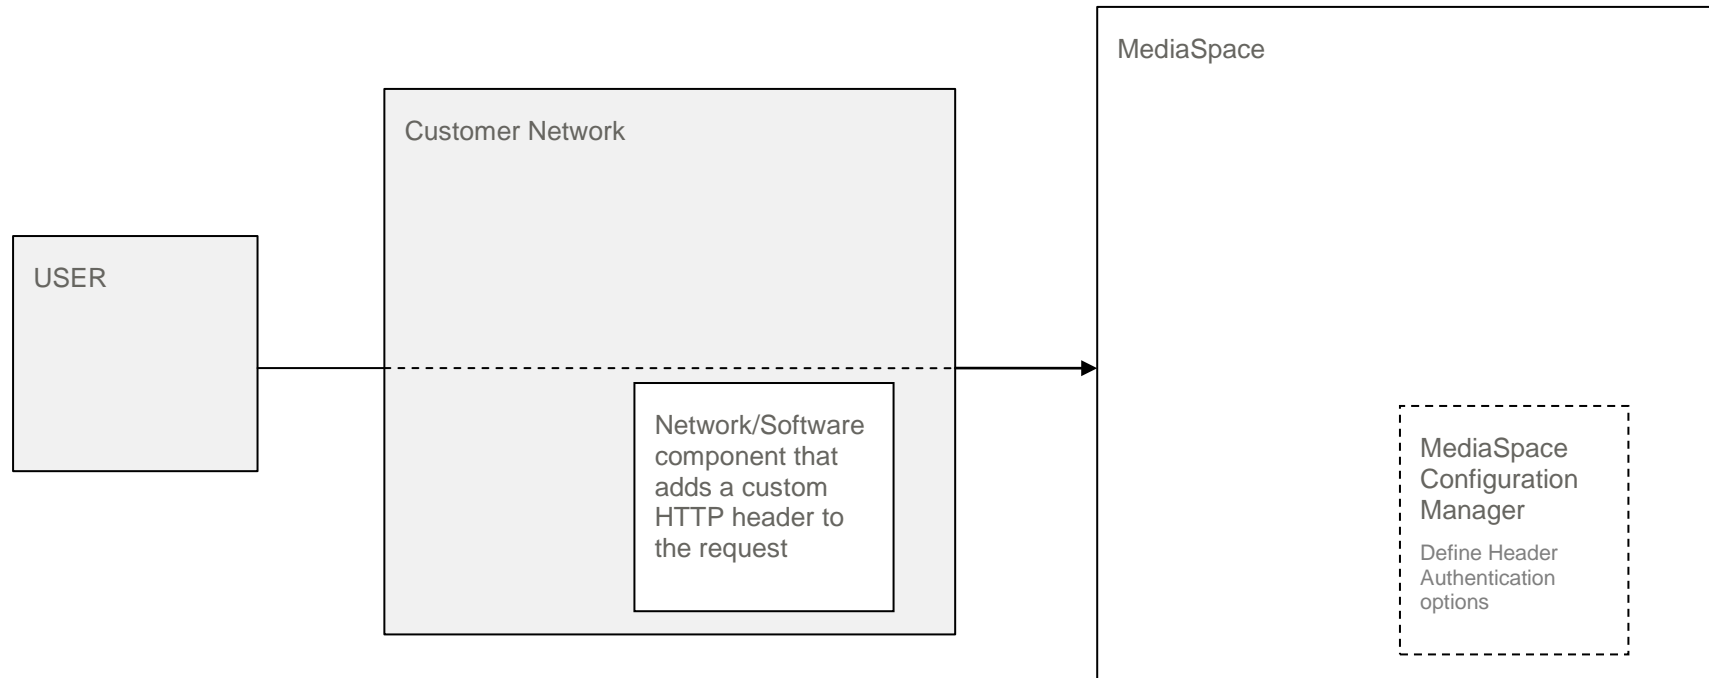 MediaSpace
Customer Network
USER
Network/Software
component that
adds a custom
HTTP header to
the request
MediaSpace
Configuration
Manager
Define Header
Authentication
options